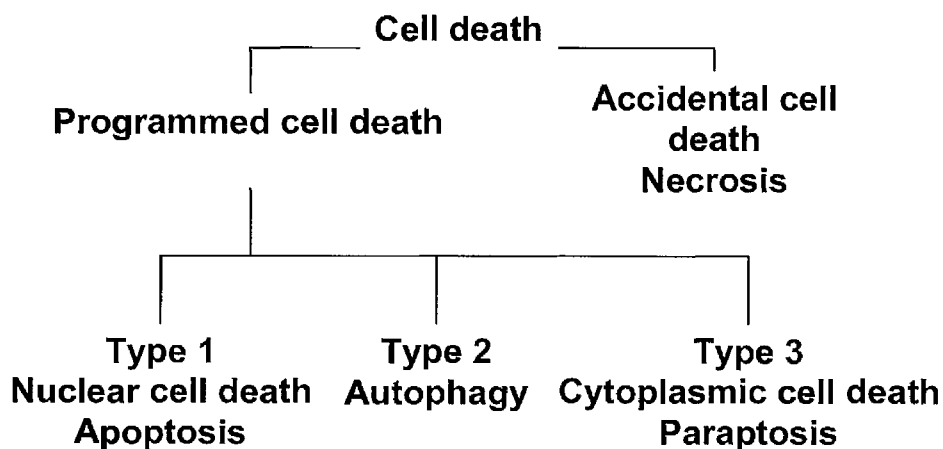 Cell death
Programmed cell death
Accidental cell
death
Necrosis
Type 1
Nuclear cell death
Apoptosis
Type 2
Autophagy
Type 3
Cytoplasmic cell death
Paraptosis